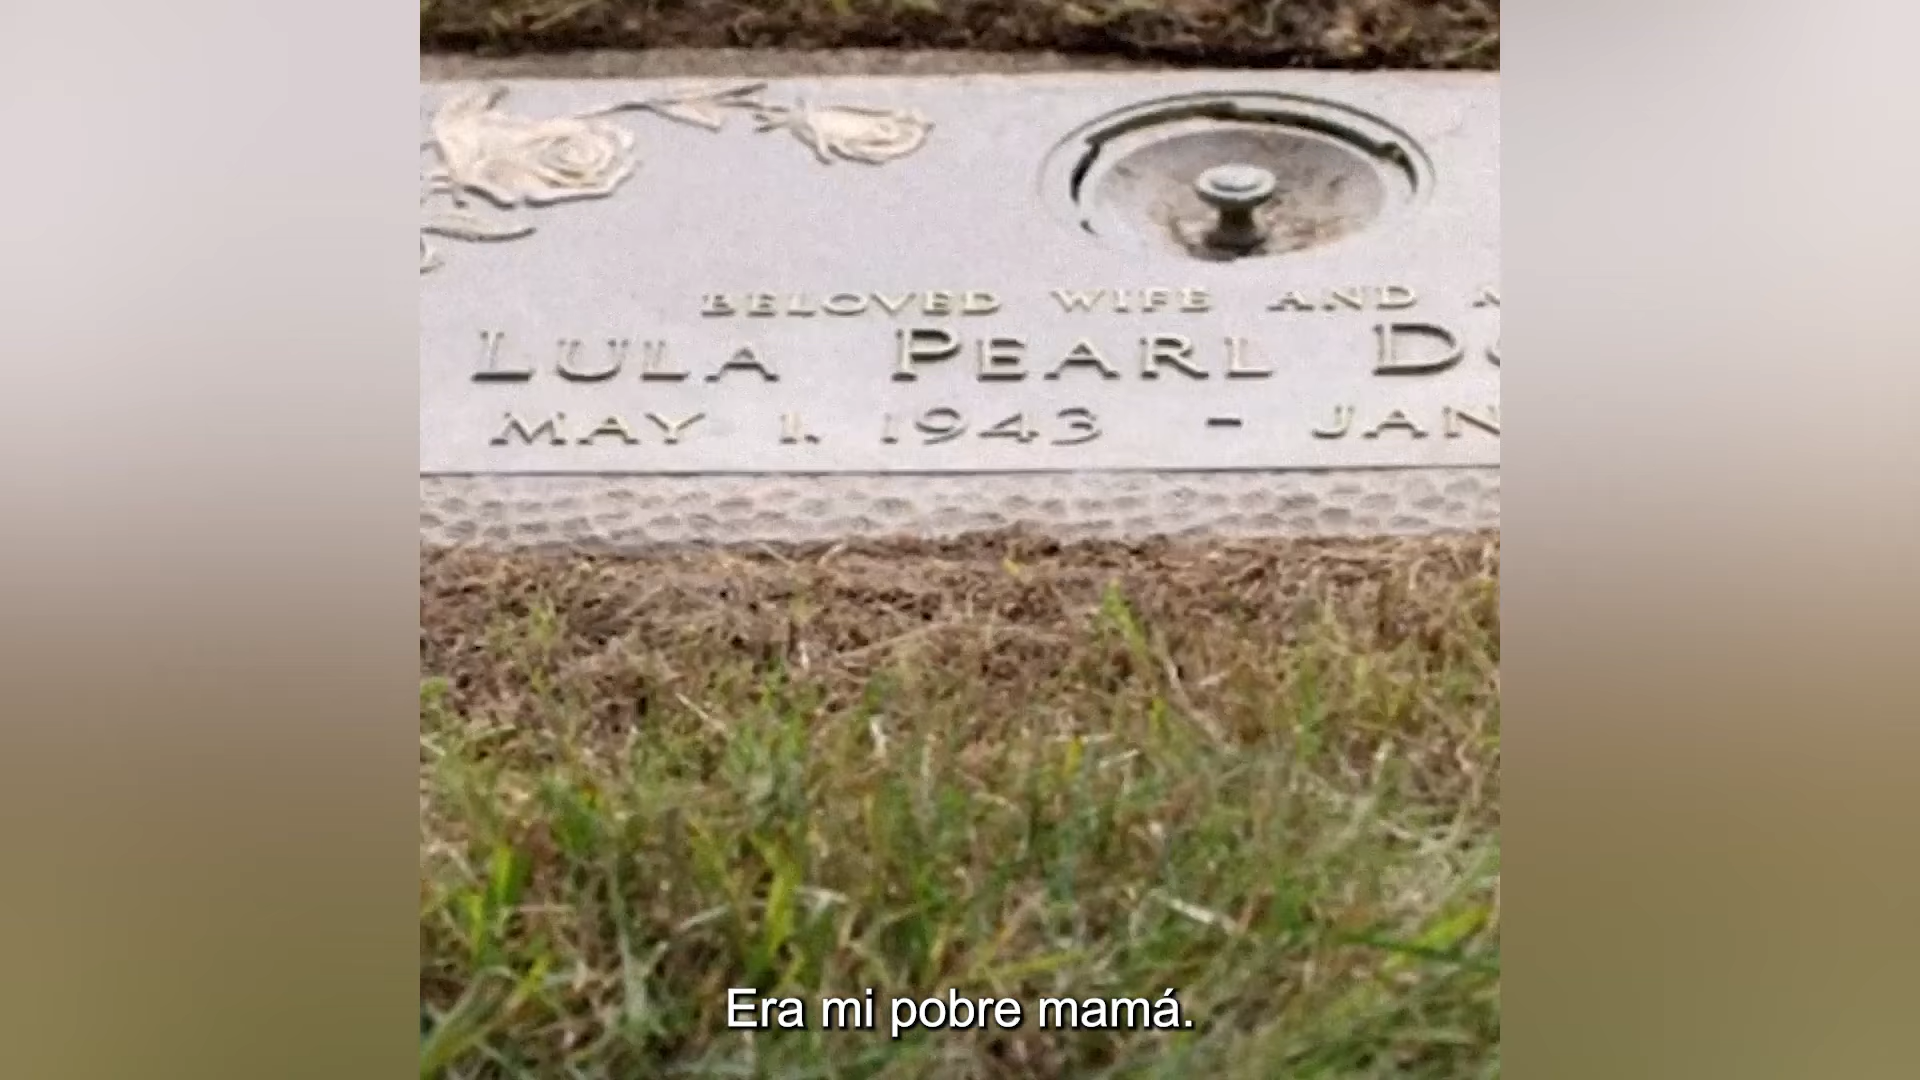 BELOVED WIFE AND
LULA PEARL
MAY 1, 1943 - JAN
Era mi pobre mamá.